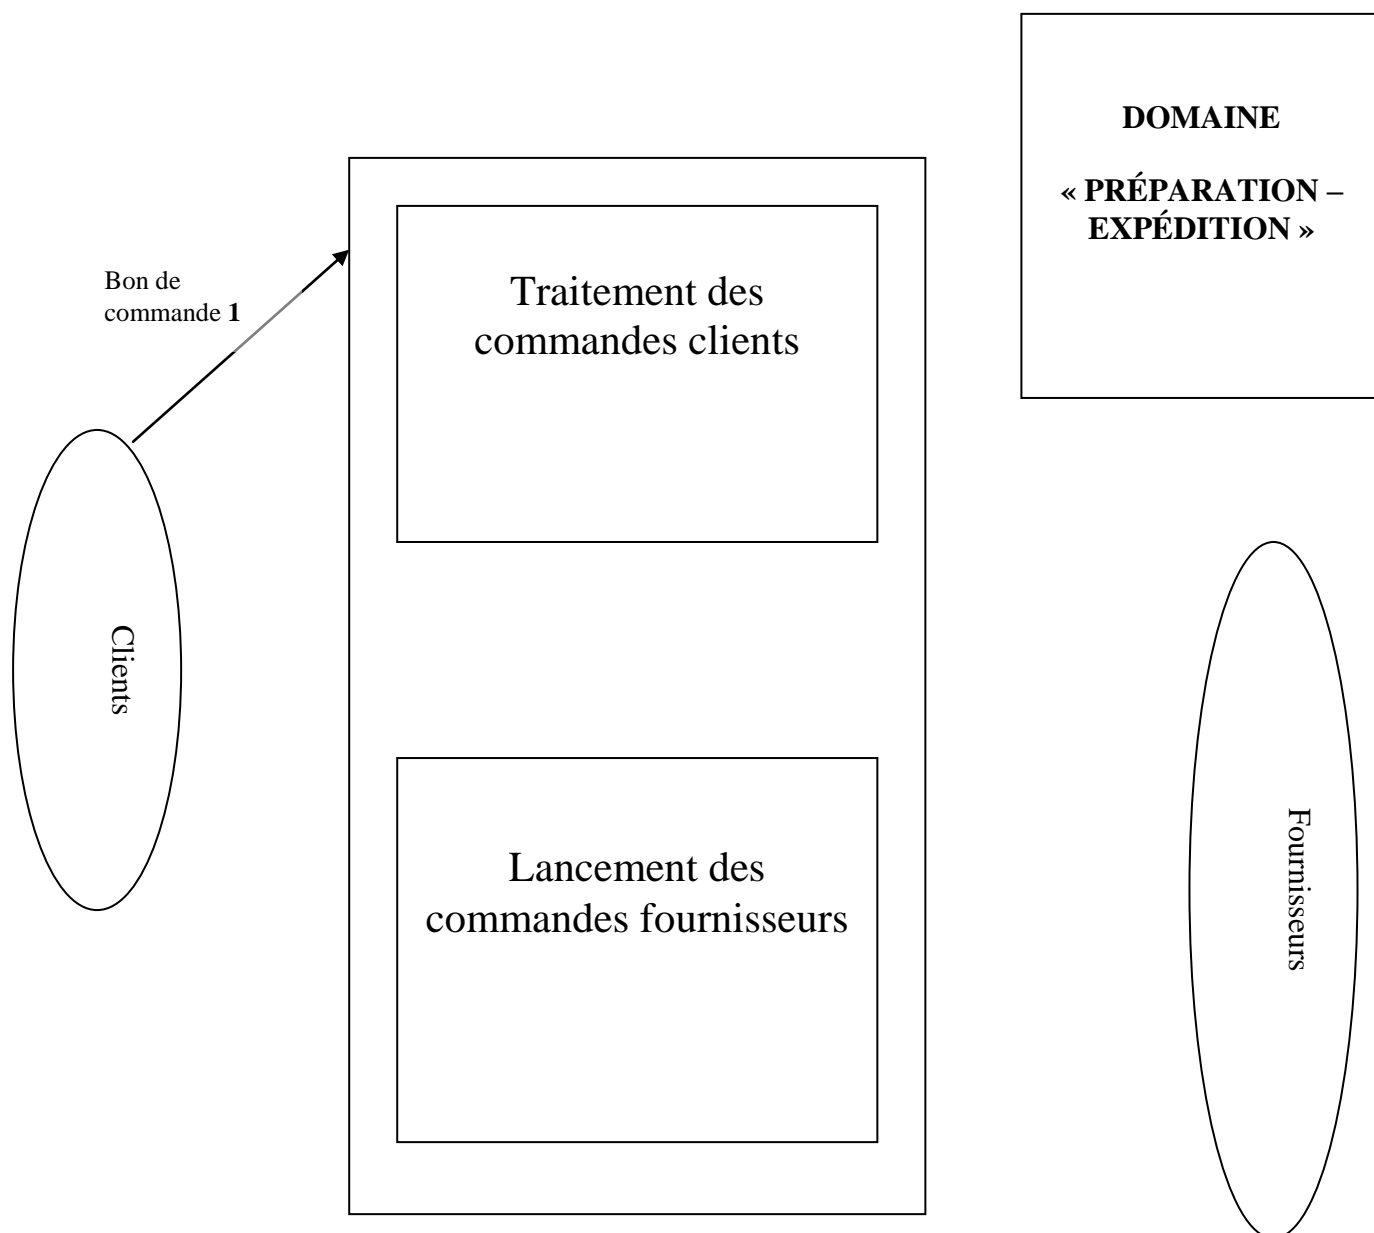 DOMAINE
« PRÉPARATION –
EXPÉDITION »
Bon de
commande 1
Traitement des
commandes clients
Clients
Lancement des
commandes fournisseurs
Fournisseurs